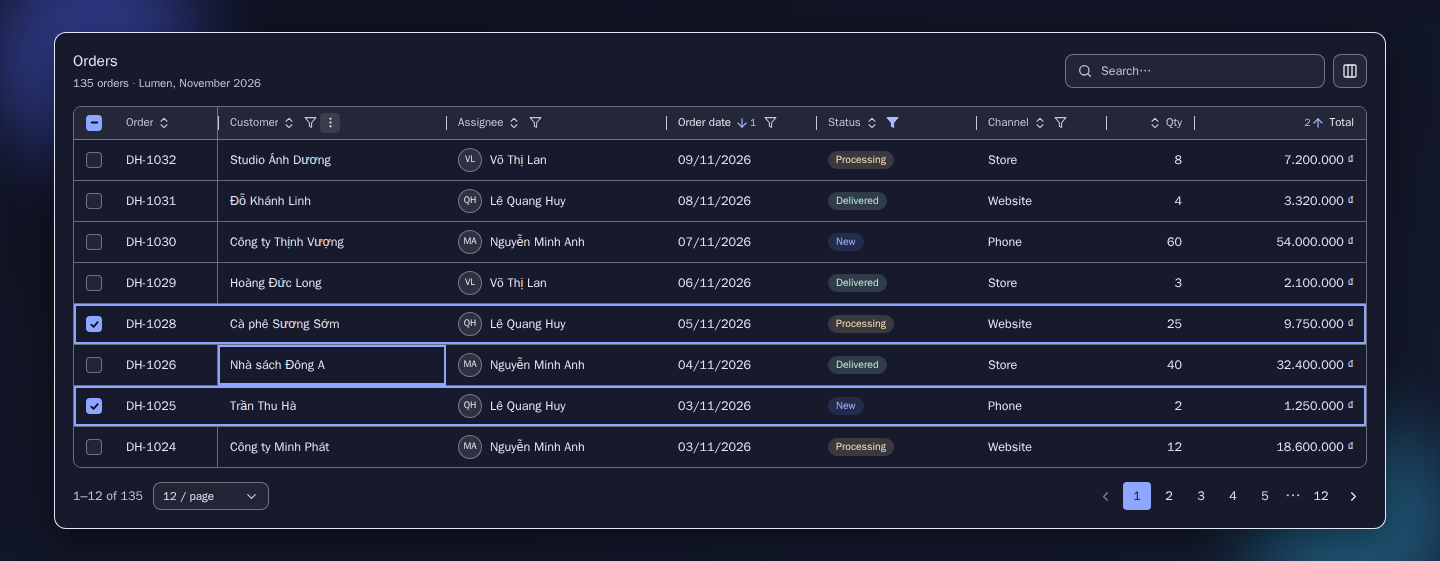 Orders
135 orders · Lumen, November 2026
Search···
Order Customer Assignee Order date 1 Status Channel Qty 2 Total
DH-1032 Studio Ánh Dương VL Võ Thị Lan 09/11/2026 Processing Store 8 7.200.000 ₫
DH-1031 Đỗ Khánh Linh QH Lê Quang Huy 08/11/2026 Delivered Website 4 3.320.000 ₫
DH-1030 Công ty Thịnh Vượng MA Nguyễn Minh Anh 07/11/2026 New Phone 60 54.000.000 ₫
DH-1029 Hoàng Đức Long VL Võ Thị Lan 06/11/2026 Delivered Store 3 2.100.000 ₫
DH-1028 Cà phê Sương Sớm QH Lê Quang Huy 05/11/2026 Processing Website 25 9.750.000 ₫
DH-1026 Nhà sách Đông A MA Nguyễn Minh Anh 04/11/2026 Delivered Store 40 32.400.000 ₫
DH-1025 Trần Thu Hà QH Lê Quang Huy 03/11/2026 New Phone 2 1.250.000 ₫
DH-1024 Công ty Minh Phát MA Nguyễn Minh Anh 03/11/2026 Processing Website 12 18.600.000 ₫
1–12 of 135 12 / page 1 2 3 4 5 ··· 12